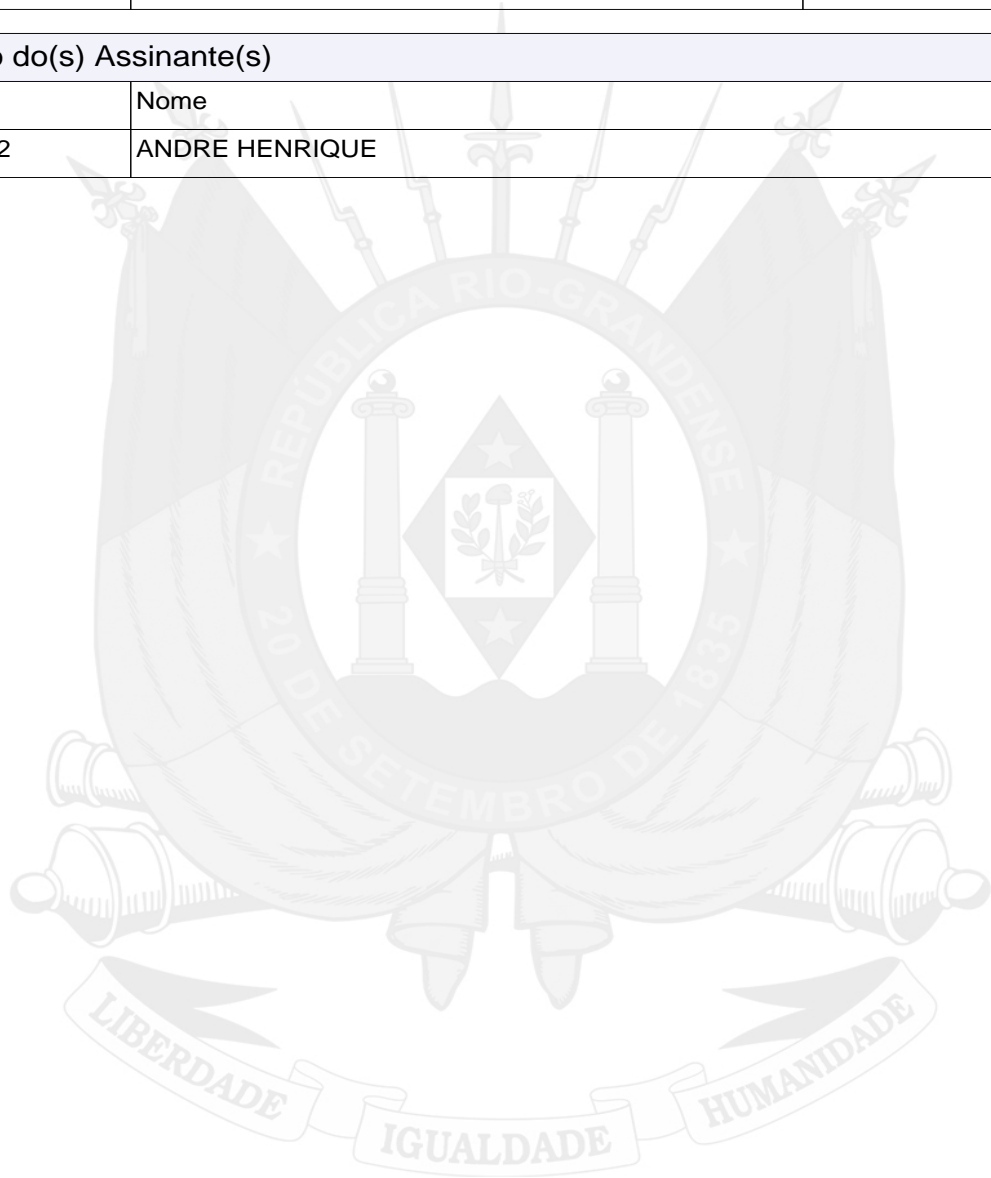 o do(s) Assinante(s)
Nome
2 ANDRE HENRIQUE
REPÚBLICA RIO-GRANDENSE
20 DE SETEMBRO DE 1835
LIBERDADE IGUALDADE HUMANIDADE